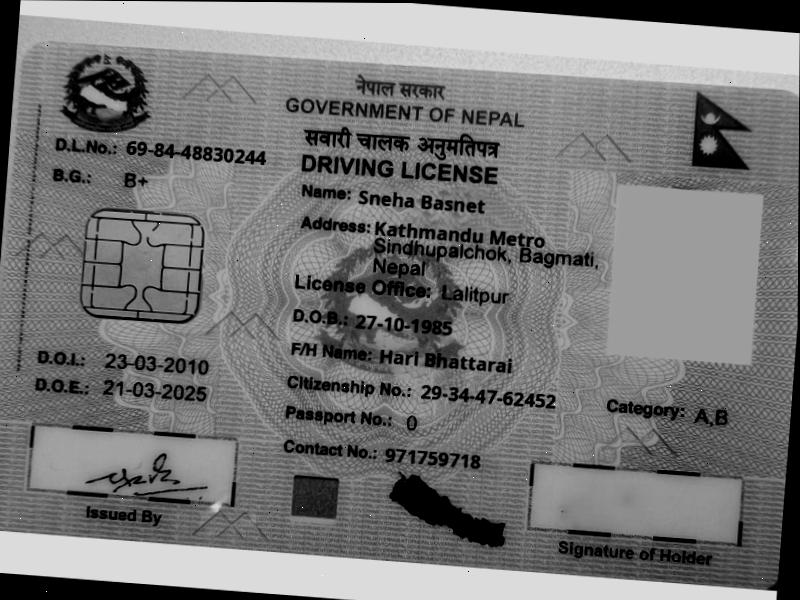 नेपाल सरकार
GOVERNMENT OF NEPAL
सवारी चालक अनुमतिपत्र
DRIVING LICENSE
D.L.No.: 69-84-48830244
B.G.: B+
Name: Sneha Basnet
Address: Kathmandu Metro
Sindhupalchok, Bagmati,
Nepal
License Office: Lalitpur
D.O.B.: 27-10-1985
F/H Name: Hari Bhattarai
D.O.I.: 23-03-2010
D.O.E.: 21-03-2025
Citizenship No.: 29-34-47-62452
Category: A,B
Passport No.: 0
Contact No.: 971759718
Issued By
Signature of Holder